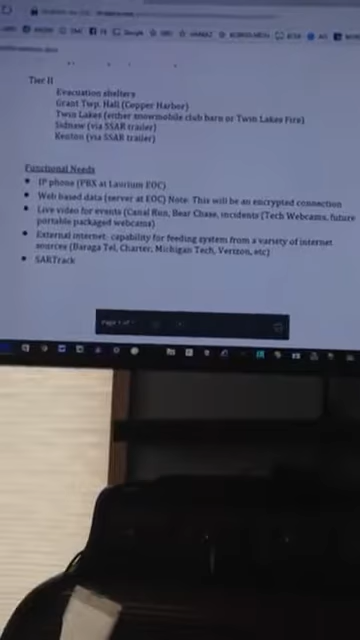 Tier II
Evacuation shelters
Grant Twp. Hall (Copper Harbor)
Twin Lakes (either snowmobile club barn or Twin Lakes Fire)
Sidnaw (via SSAR trailer)
Kenton (via SSAR trailer)
Functional Needs
• IP phone (PBX at Laurium EOC)
• Web based data (server at EOC) Note: This will be an encrypted connection
• Live video for events (Canal Run, Bear Chase, incidents (Tech Webcams, future
portable packaged webcams)
• External internet: capability for feeding system from a variety of internet
sources (Baraga Tel, Charter, Michigan Tech, Verizon, etc)
• SARTrack
Page 1 of